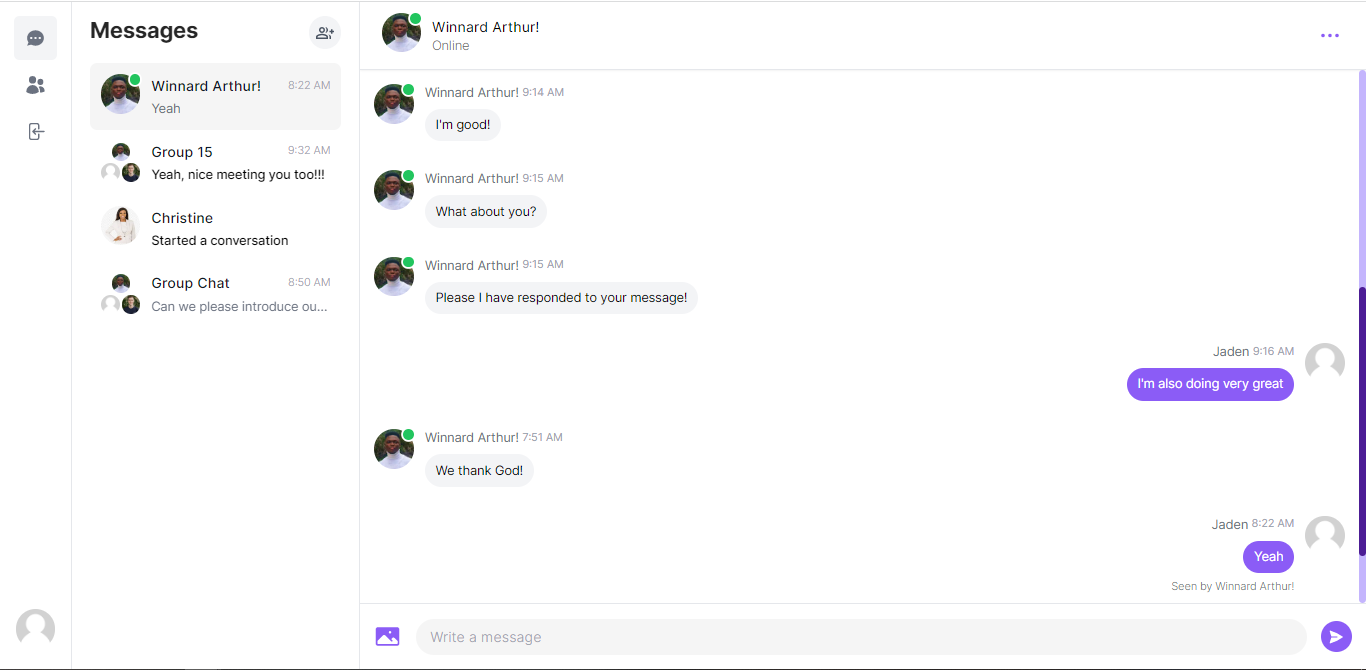 Messages
Winnard Arthur! 8:22 AM
Yeah
Group 15 9:32 AM
Yeah, nice meeting you too!!!
Christine
Started a conversation
Group Chat 8:50 AM
Can we please introduce ou...
Winnard Arthur!
Online
Winnard Arthur! 9:14 AM
I'm good!
Winnard Arthur! 9:15 AM
What about you?
Winnard Arthur! 9:15 AM
Please I have responded to your message!
Jaden 9:16 AM
I'm also doing very great
Winnard Arthur! 7:51 AM
We thank God!
Jaden 8:22 AM
Yeah
Seen by Winnard Arthur!
Write a message